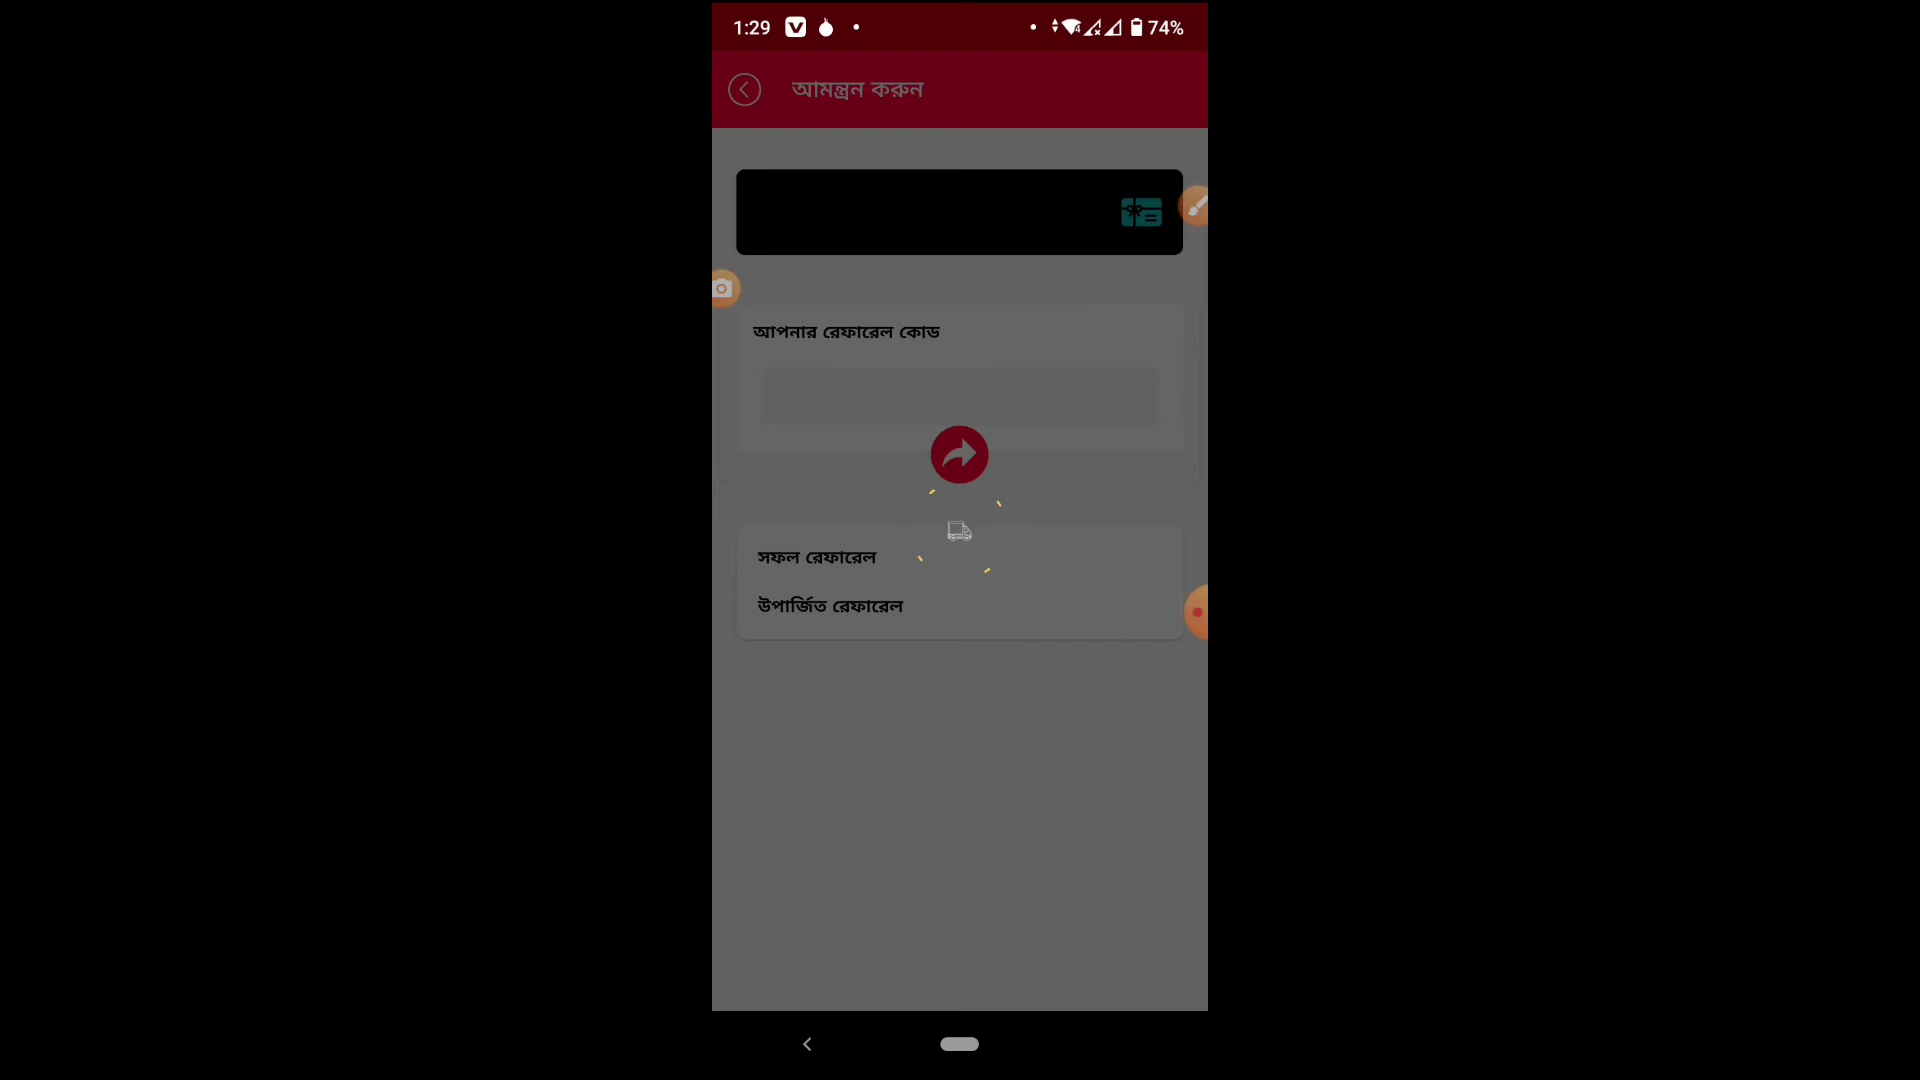 1:29
74%
আমন্ত্রন করুন
আপনার রেফারেল কোড
সফল রেফারেল
উপার্জিত রেফারেল